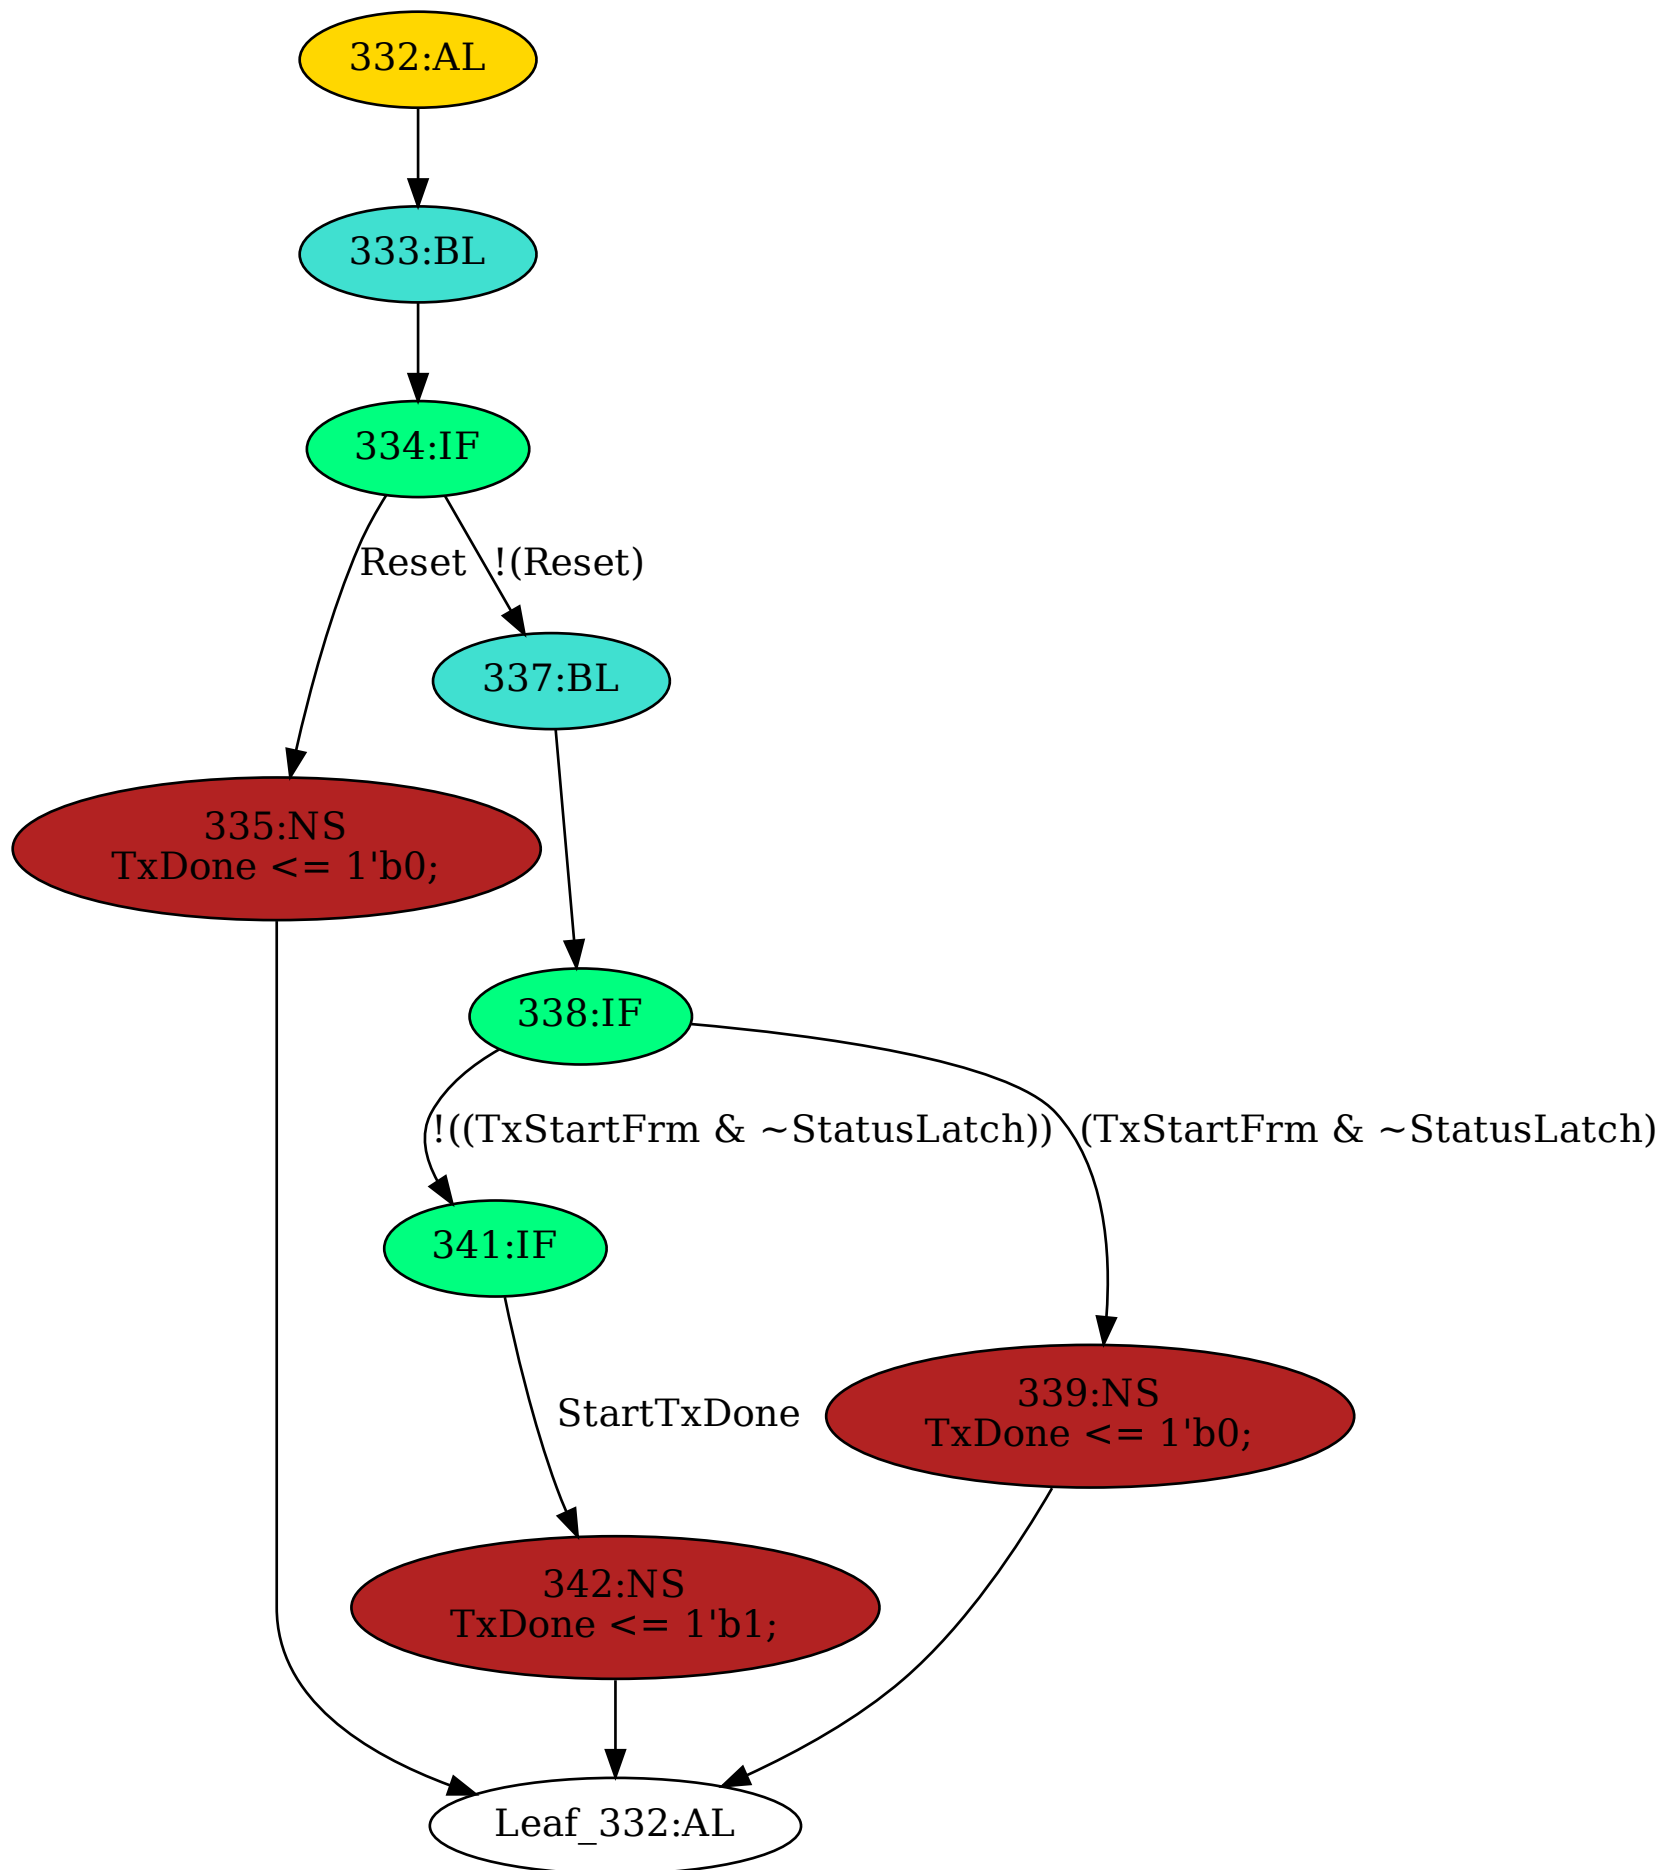 332:AL
333:BL
334:IF
Reset
!(Reset)
337:BL
335:NS
TxDone <= 1'b0;
338:IF
!((TxStartFrm & ~StatusLatch))
(TxStartFrm & ~StatusLatch)
341:IF
StartTxDone
339:NS
TxDone <= 1'b0;
342:NS
TxDone <= 1'b1;
Leaf_332:AL